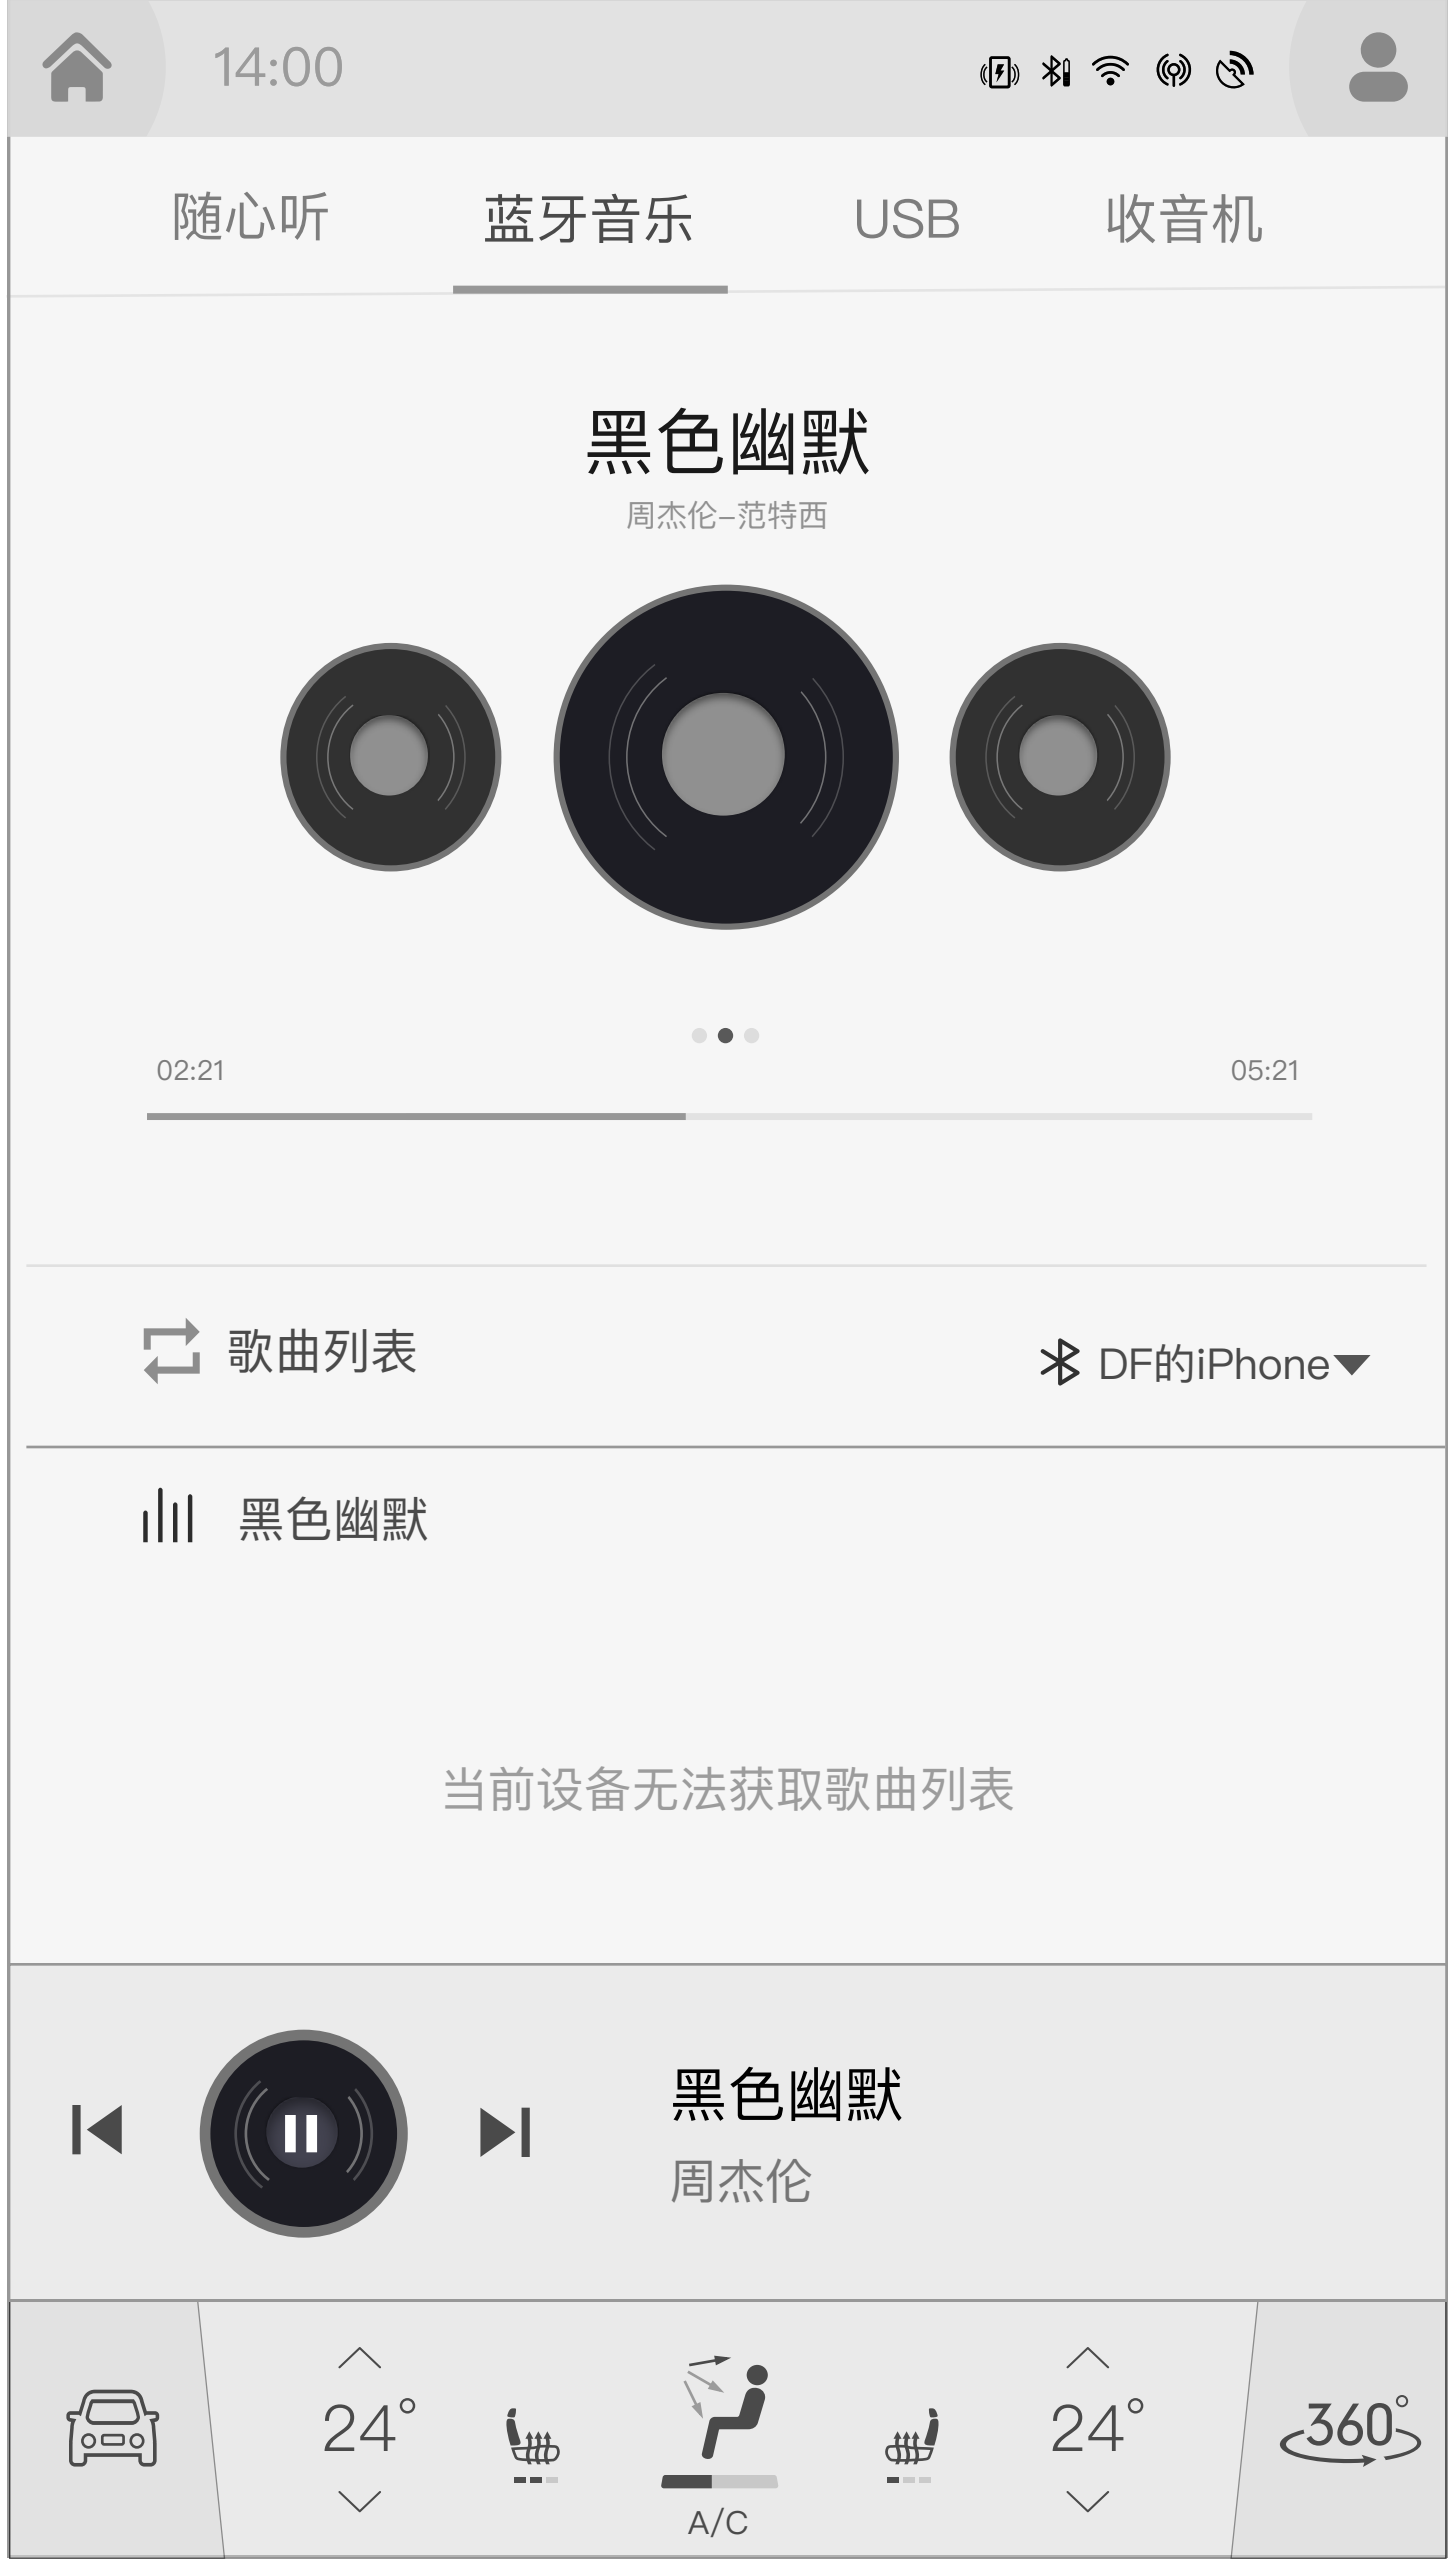 14:00
随心听 蓝牙音乐 USB 收音机
黑色幽默
周杰伦–范特西
02:21 05:21
歌曲列表 DF的iPhone
黑色幽默
当前设备无法获取歌曲列表
黑色幽默
周杰伦
24° 24° 360°
A/C